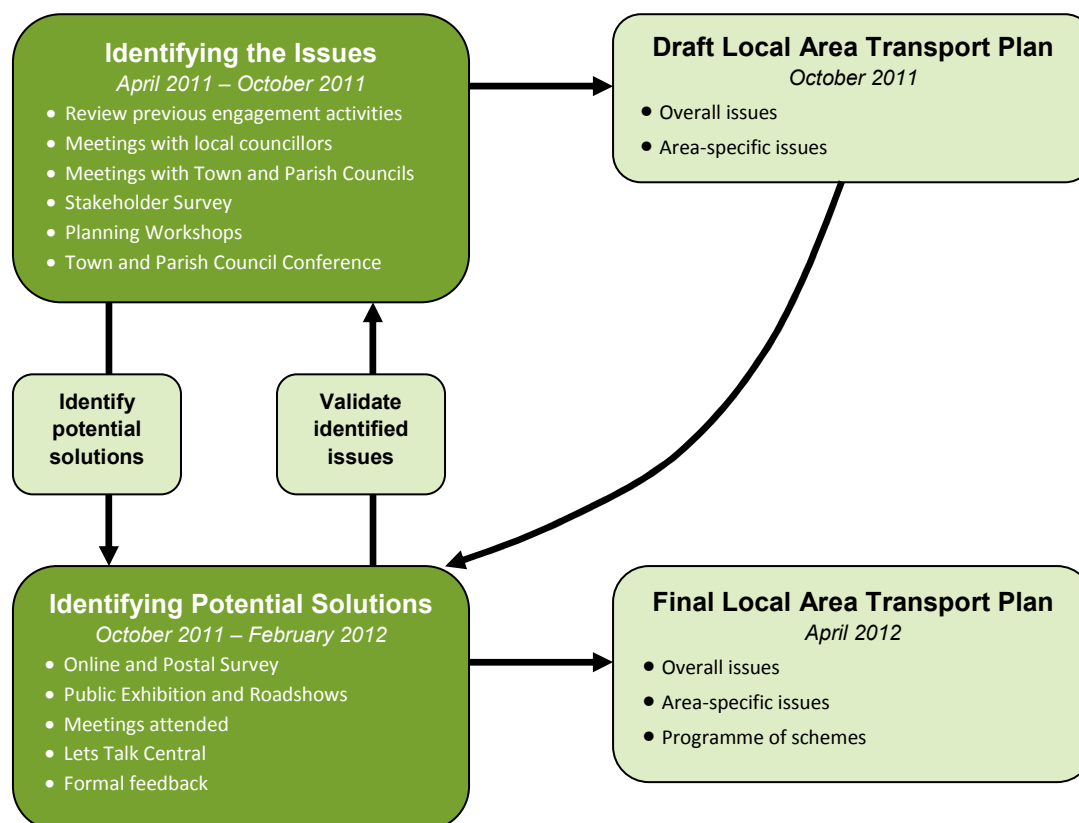 Identifying the Issues
April 2011 – October 2011
• Review previous engagement activities
• Meetings with local councillors
• Meetings with Town and Parish Councils
• Stakeholder Survey
• Planning Workshops
• Town and Parish Council Conference
Draft Local Area Transport Plan
October 2011
• Overall issues
• Area-specific issues
Identify
potential
solutions
Validate
identified
issues
Identifying Potential Solutions
October 2011 – February 2012
• Online and Postal Survey
• Public Exhibition and Roadshows
• Meetings attended
• Lets Talk Central
• Formal feedback
Final Local Area Transport Plan
April 2012
• Overall issues
• Area-specific issues
• Programme of schemes